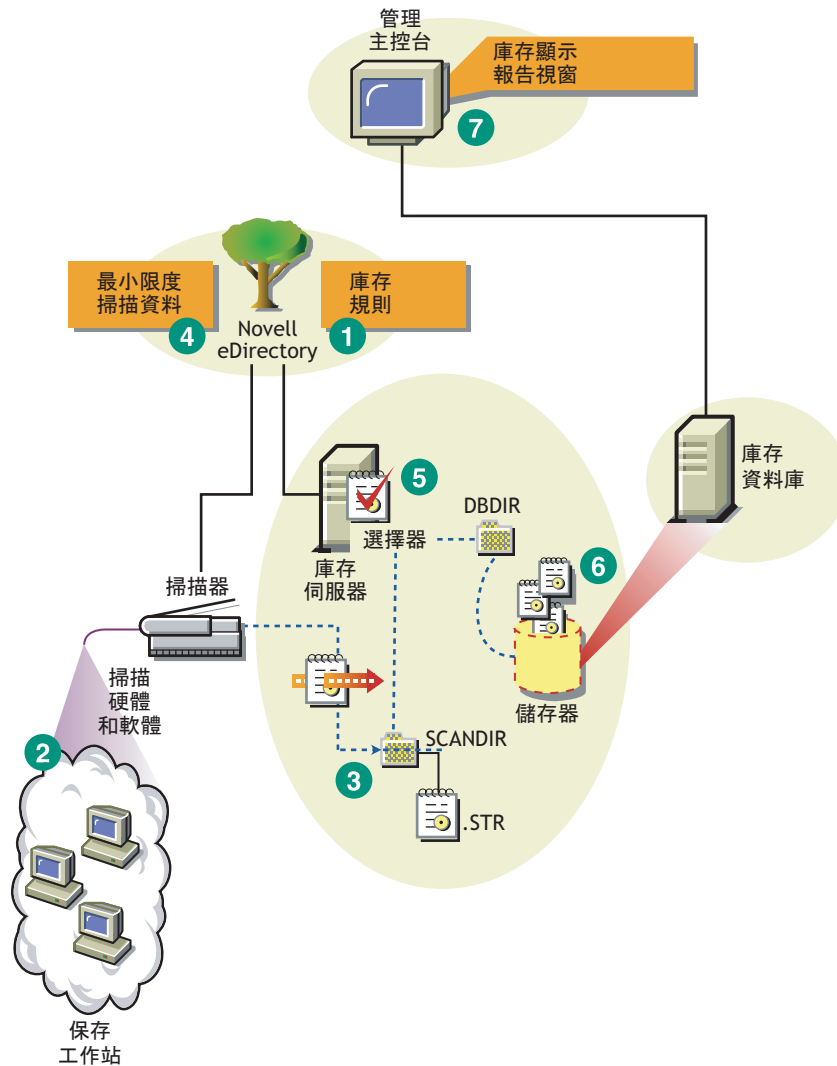 管理
主控台
庫存顯示
報告視窗
7
最小限度
掃描資料
4
庫存
規則
1
Novell
eDirectory
5
選擇器
庫存
伺服器
DBDIR
6
儲存器
庫存
資料庫
掃描器
掃描
硬體
和軟體
2
SCANDIR
3
.STR
保存
工作站